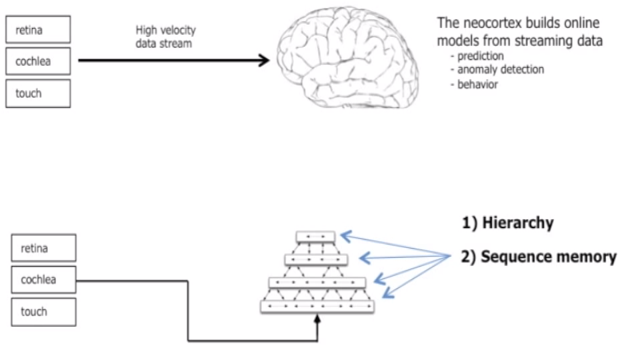 retina
cochlea
touch
High velocity
data stream
The neocortex builds online
models from streaming data
- prediction
- anomaly detection
- behavior
retina
cochlea
touch
1) Hierarchy
2) Sequence memory